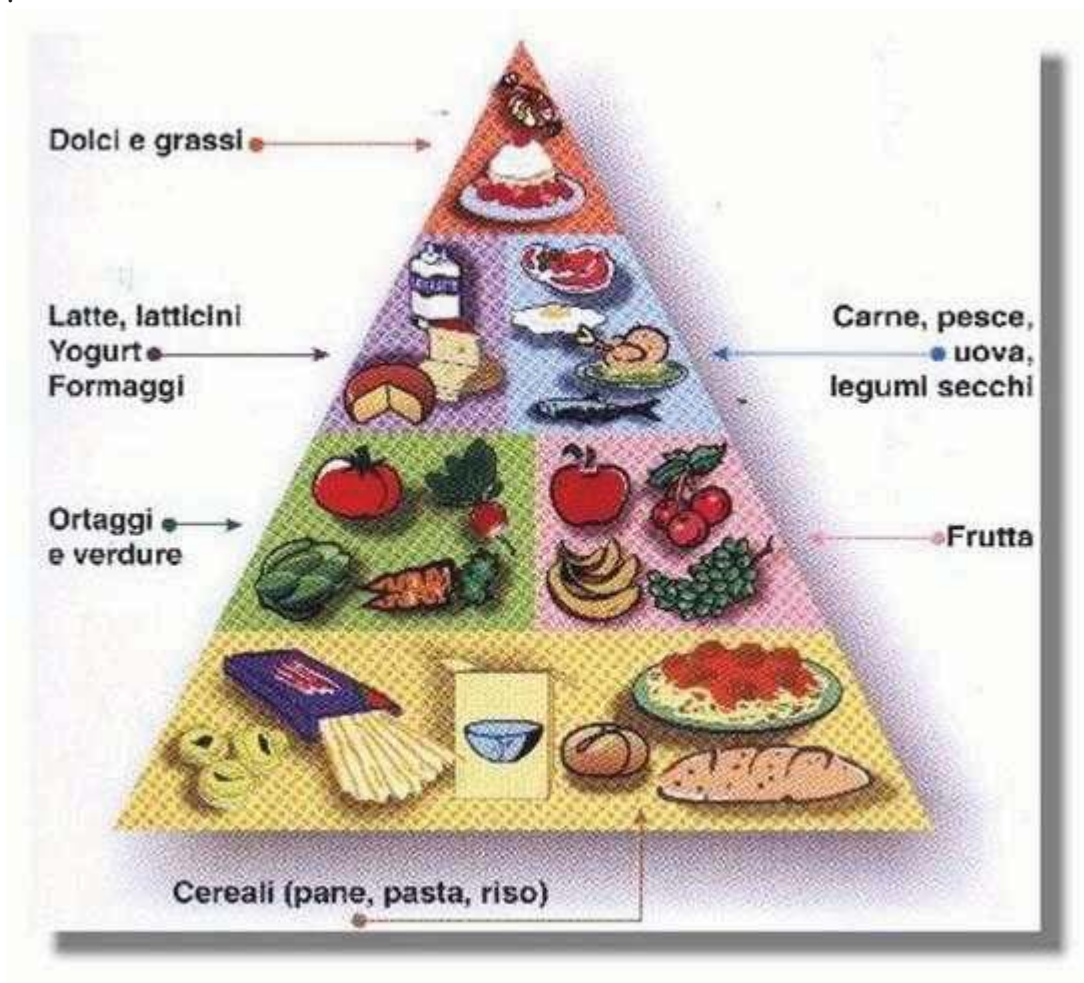 Dolci e grassi
Latte, latticini
Yogurt
Formaggi
Carne, pesce,
uova,
legumi secchi
Ortaggi
e verdure
Frutta
Cereali (pane, pasta, riso)